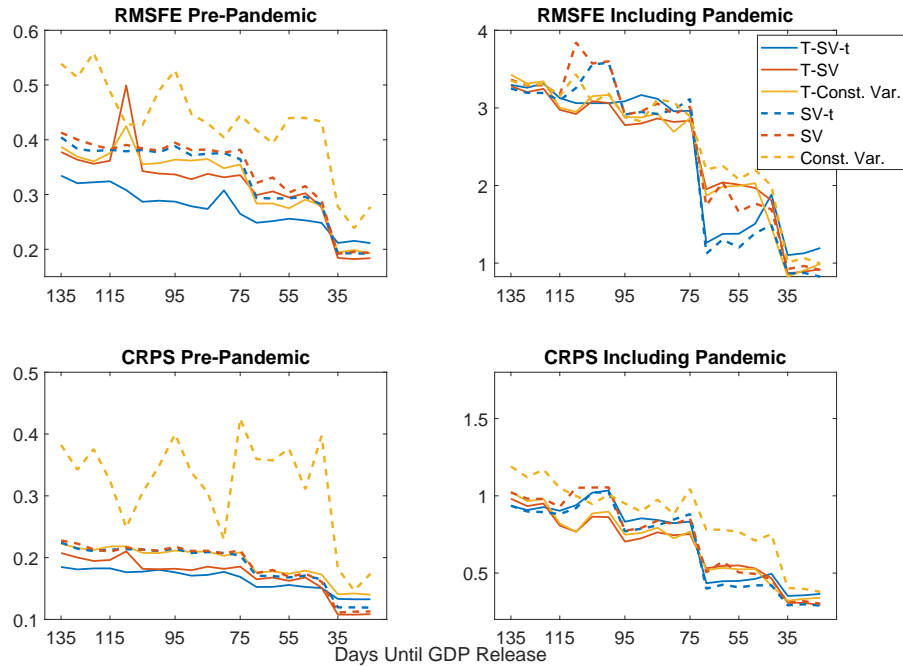 RMSFE Pre-Pandemic
0.6
0.5
0.4
0.3
0.2
135 115 95 75 55 35
RMSFE Including Pandemic
4
3
2
1
135 115 95 75 55 35
T-SV-t
T-SV
T-Const. Var.
SV-t
SV
Const. Var.
CRPS Pre-Pandemic
0.5
0.4
0.3
0.2
0.1
135 115 95 75 55 35
CRPS Including Pandemic
1.5
1
0.5
135 115 95 75 55 35
Days Until GDP Release